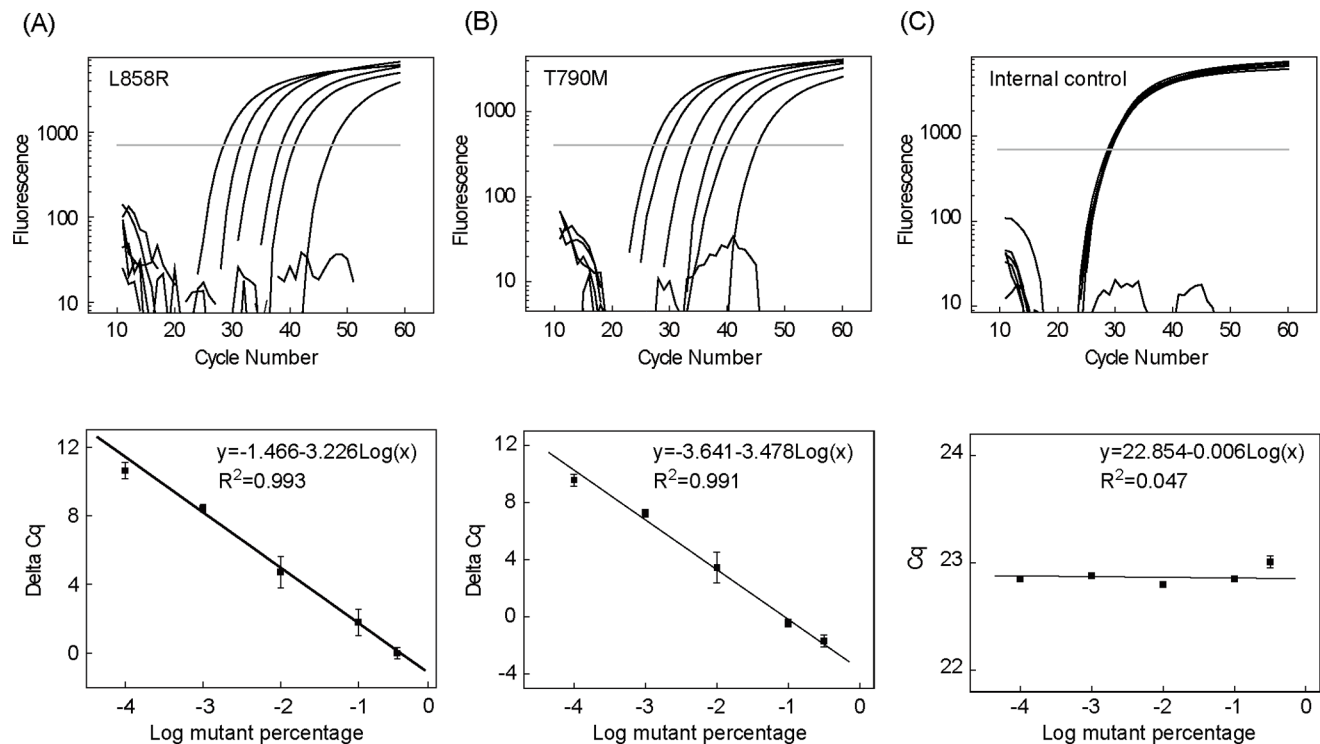 (A)
(B)
(C)
L858R
T790M
Internal control
Fluorescence
1000
100
10
10 20 30 40 50 60
Cycle Number
Fluorescence
1000
100
10
10 20 30 40 50 60
Cycle Number
Fluorescence
1000
100
10
10 20 30 40 50 60
Cycle Number
y=-1.466-3.226Log(x)
R²=0.993
Delta Cq
12
8
4
0
-4 -3 -2 -1 0
Log mutant percentage
y=-3.641-3.478Log(x)
R²=0.991
Delta Cq
12
8
4
0
-4
-4 -3 -2 -1 0
Log mutant percentage
y=22.854-0.006Log(x)
R²=0.047
Cq
24
23
22
-4 -3 -2 -1 0
Log mutant percentage